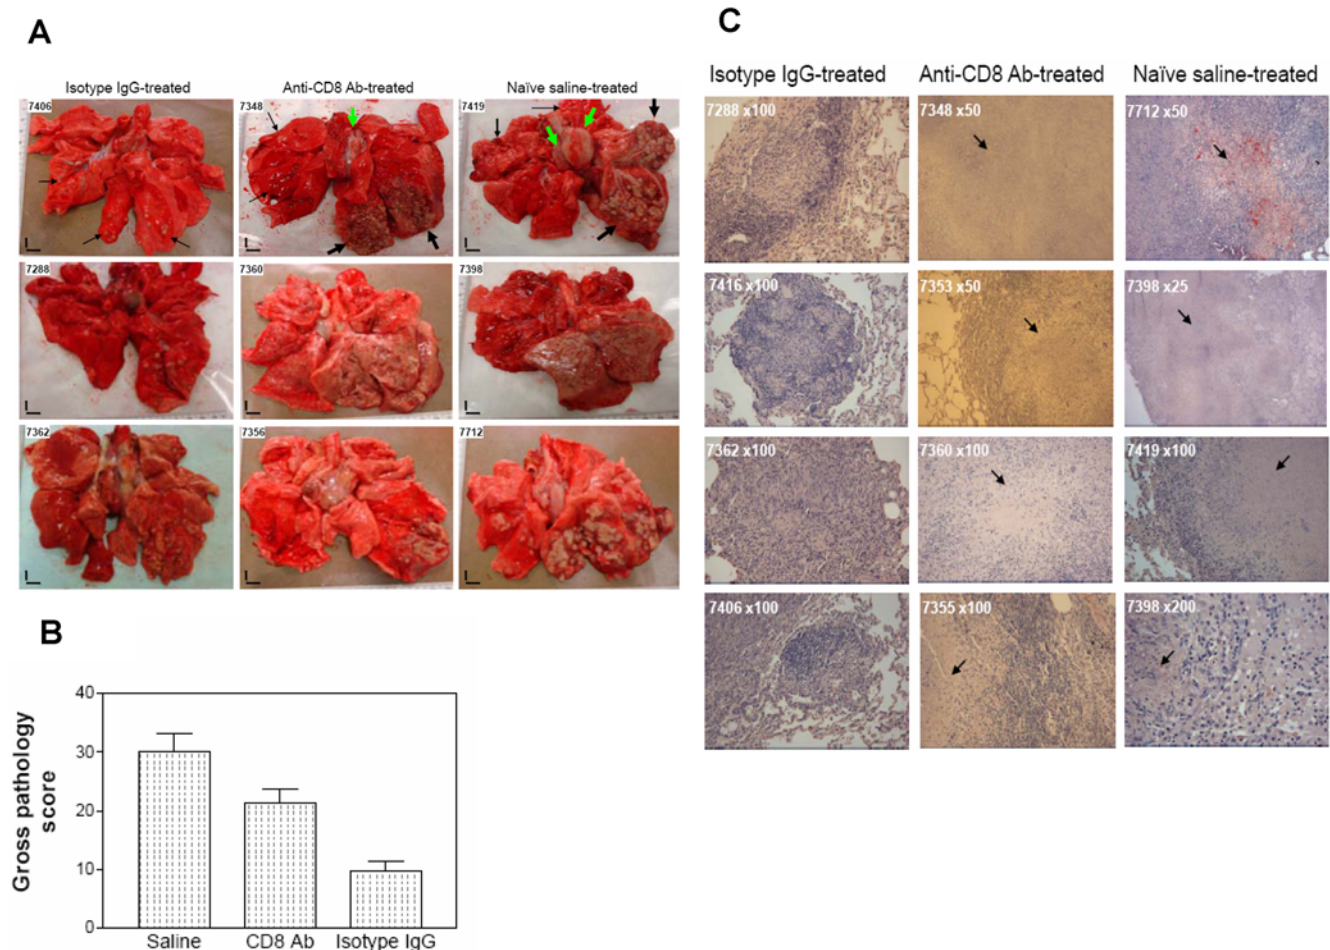 A
Isotype IgG-treated
Anti-CD8 Ab-treated
Naïve saline-treated
7406
7348
7419
7288
7360
7398
7362
7356
7712
B
Gross pathology
score
40
30
20
10
0
Saline
CD8 Ab
Isotype IgG
C
Isotype IgG-treated
Anti-CD8 Ab-treated
Naïve saline-treated
7288 x100
7348 x50
7712 x50
7416 x100
7353 x50
7398 x25
7362 x100
7360 x100
7419 x100
7406 x100
7355 x100
7398 x200